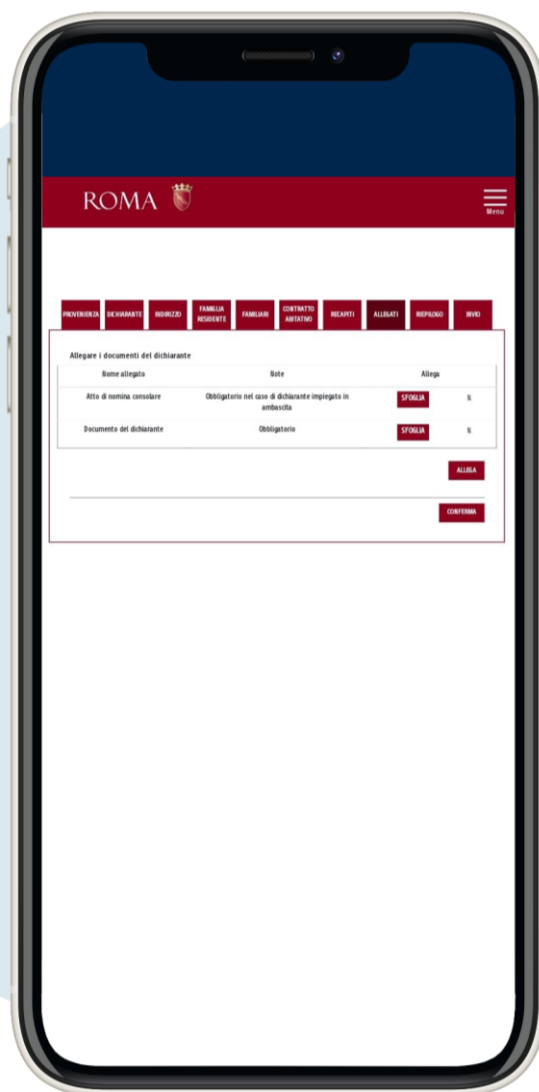 ROMA
Menu
PROVENIENZA DICHIARANTE INDIRIZZO FAMIGLIA RESIDENTE FAMILIARI CONTRATTO ABITATIVO RECAPITI ALLEGATI RIEPILOGO INVIO
Allegare i documenti del dichiarante
Nome allegato Note Allega
Atto di nomina consolare Obbligatorio nel caso di dichiarante impiegato in ambascita SFOGLIA
Documento del dichiarante Obbligatorio SFOGLIA
ALLEGA
CONFERMA